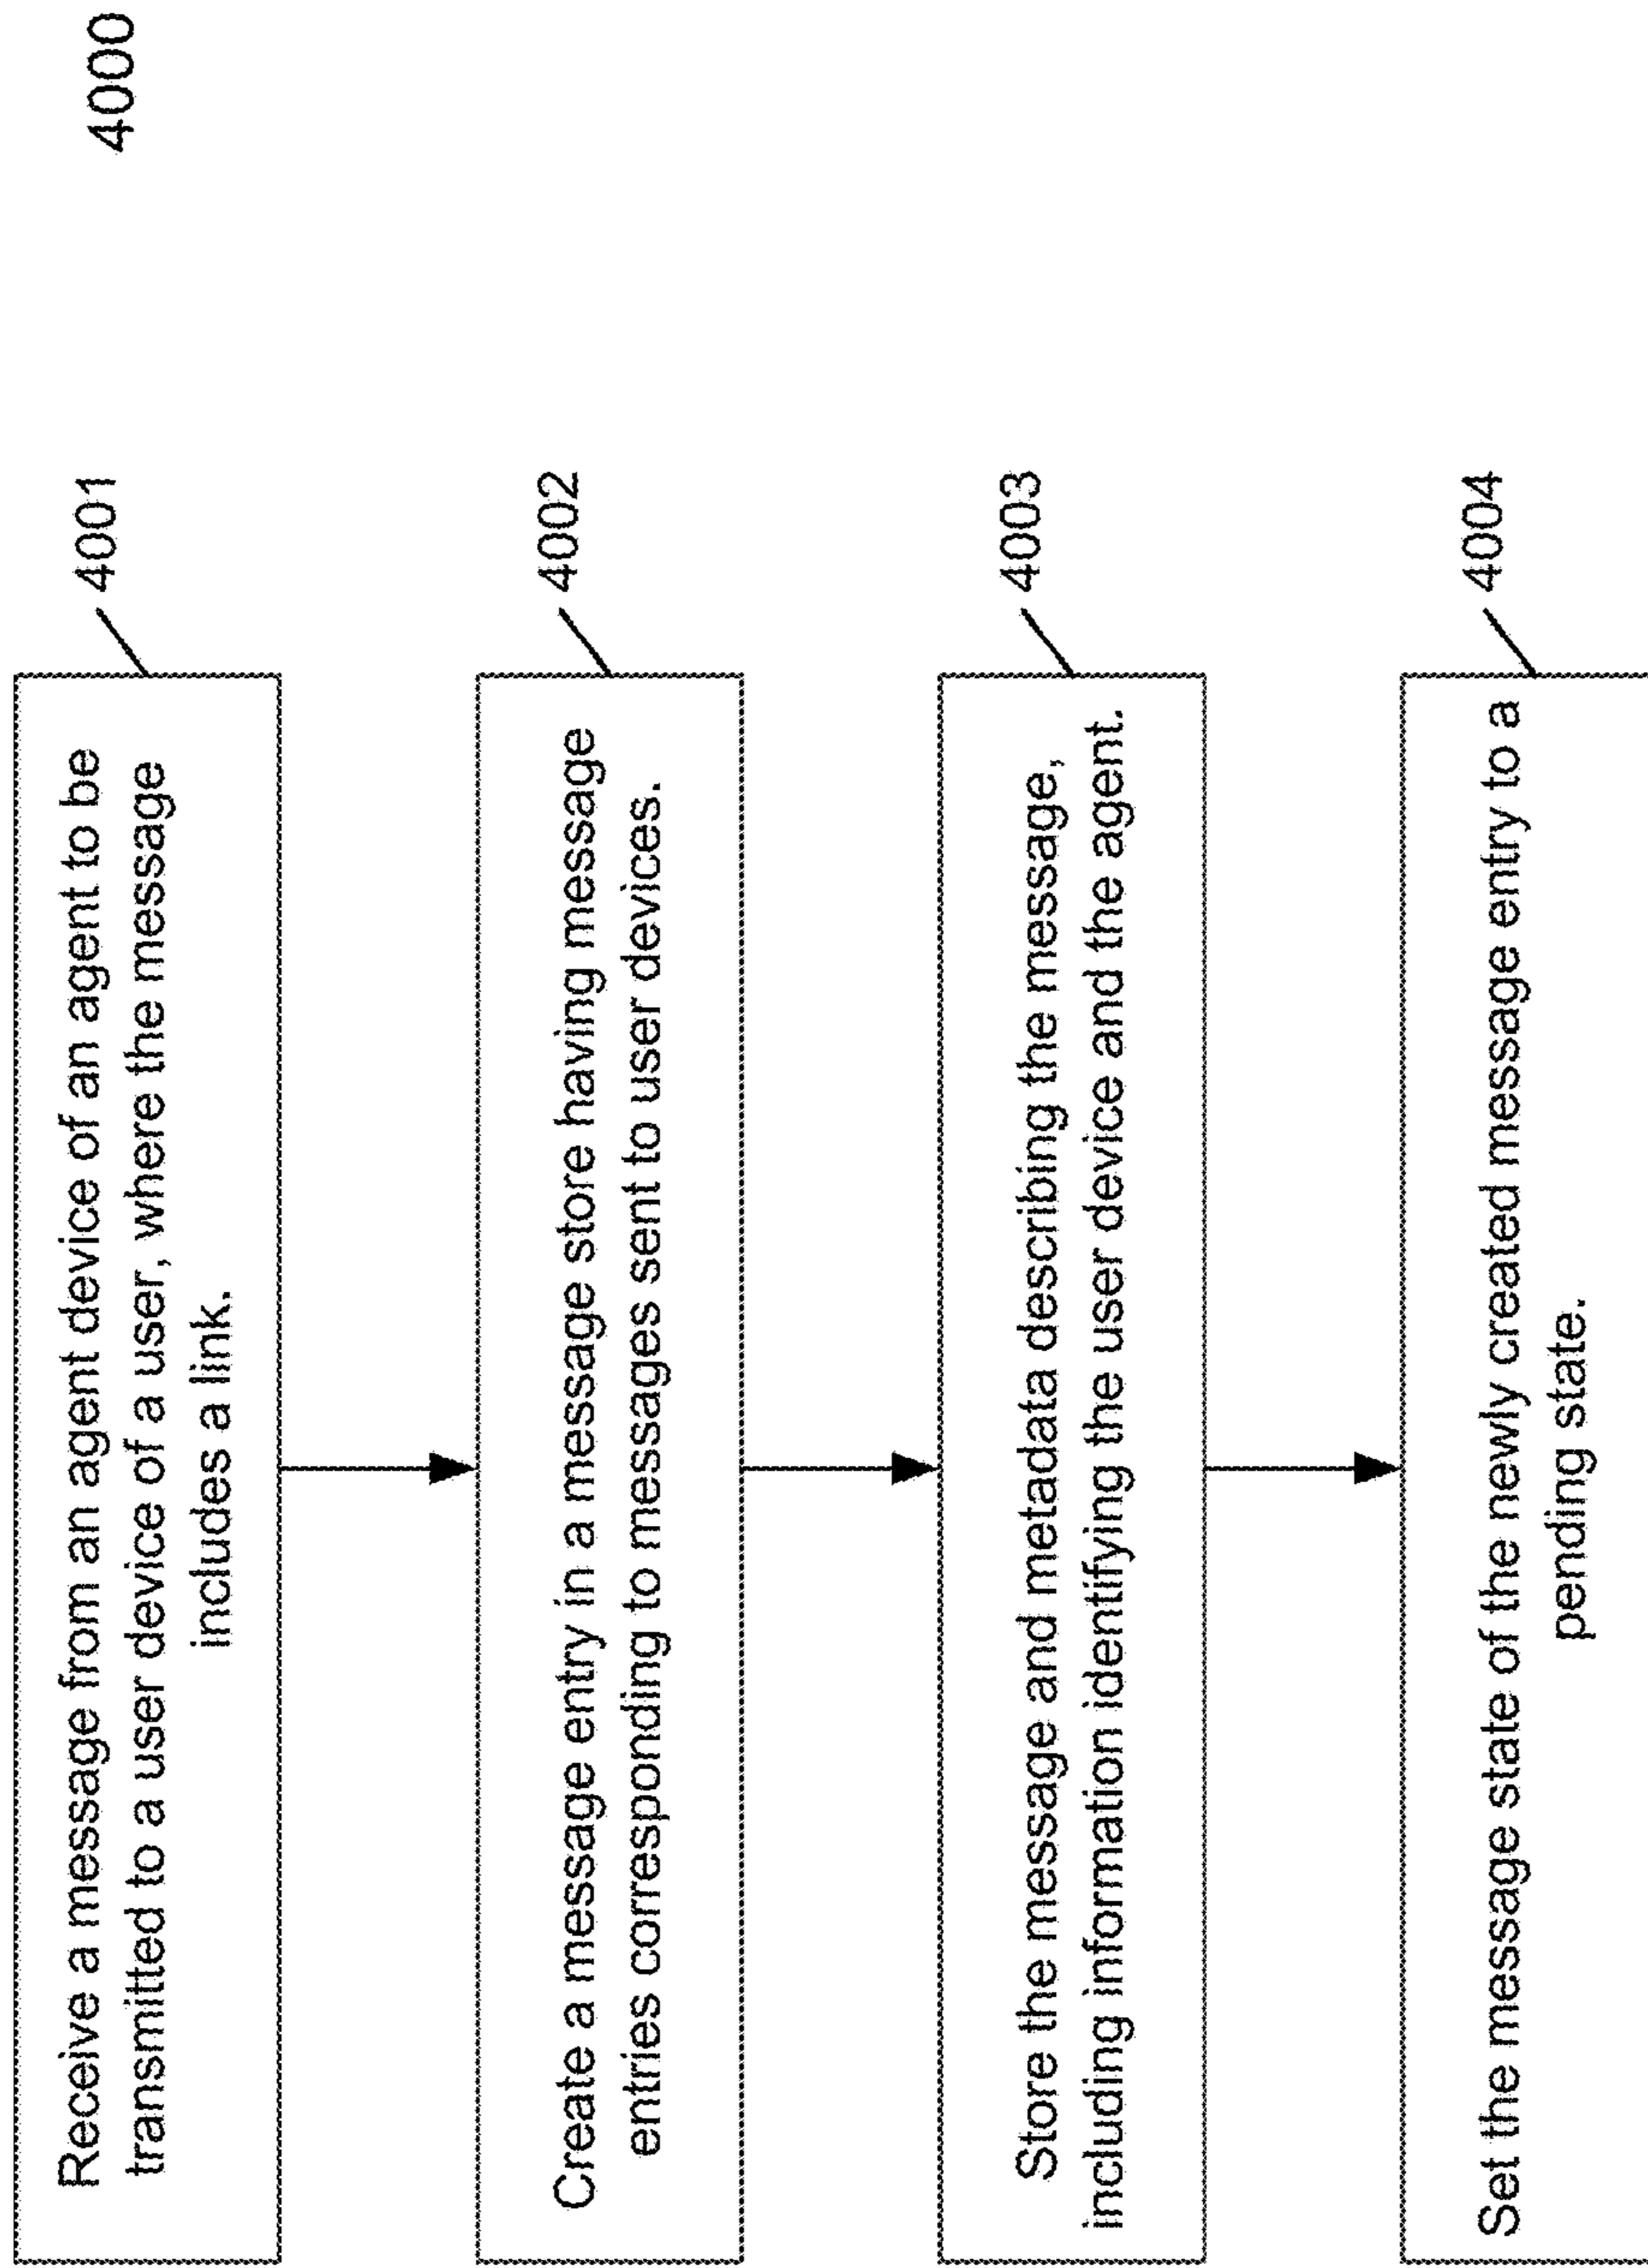 4000
4001
Receive a message from an agent device of an agent to be
transmitted to a user device of a user, where the message
includes a link.
4002
Create a message entry in a message store having message
entries corresponding to messages sent to user devices.
4003
Store the message and metadata describing the message,
including information identifying the user device and the agent.
4004
Set the message state of the newly created message entry to a
pending state.